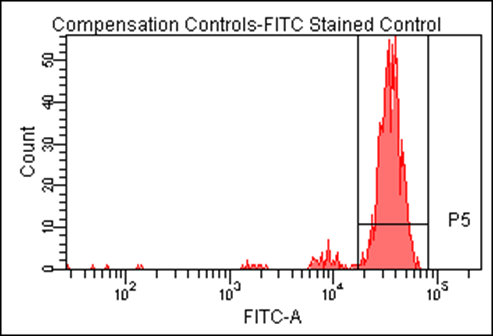 Compensation Controls-FITC Stained Control
Count
50
40
30
20
10
0
P5
10² 10³ 10⁴ 10⁵
FITC-A